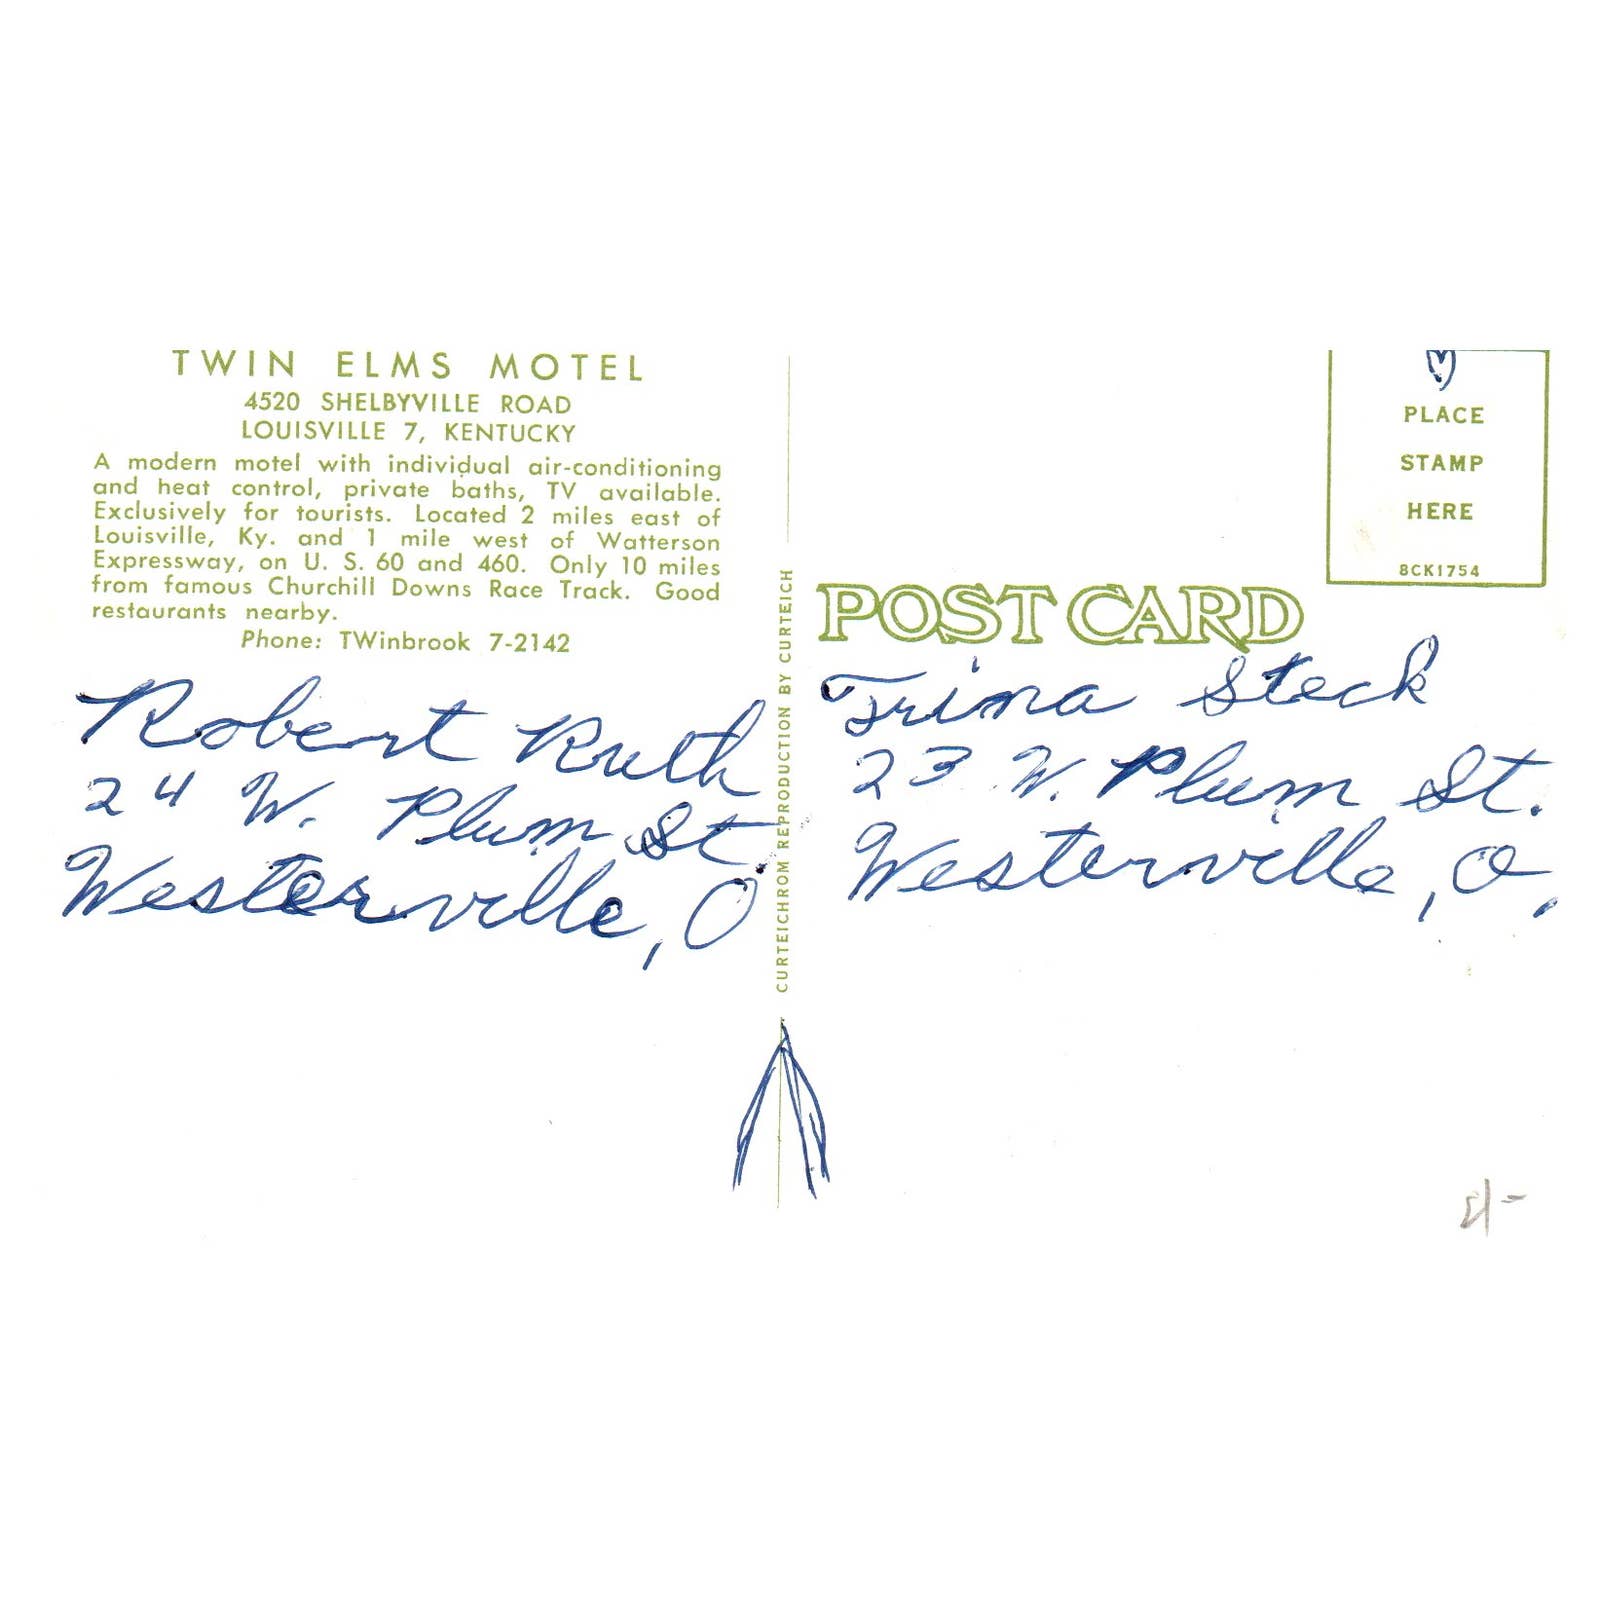 TWIN ELMS MOTEL
4520 SHELBYVILLE ROAD
LOUISVILLE 7, KENTUCKY
A modern motel with individual air-conditioning
and heat control, private baths, TV available.
Exclusively for tourists. Located 2 miles east of
Louisville, Ky. and 1 mile west of Watterson
Expressway, on U. S. 60 and 460. Only 10 miles
from famous Churchill Downs Race Track. Good
restaurants nearby.
Phone: TWinbrook 7-2142
Robert Ruth
24 W. Plum St.
Westerville, O
CURTEICHROM REPRODUCTION BY CURTEICH
PLACE
STAMP
HERE
8CK1754
POST CARD
Trina Steck
23 W. Plum St.
Westerville, O,